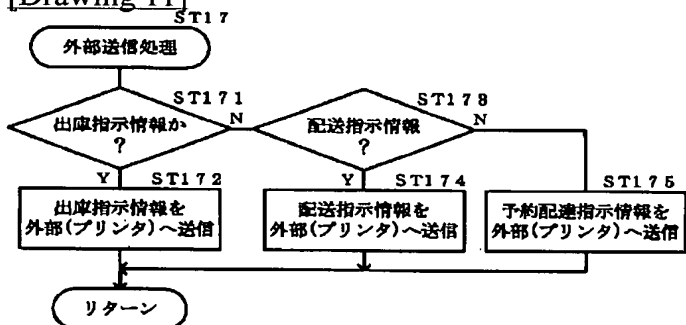 [Drawing 11]
ST17
外部送信処理
ST171
出庫指示情報か
?
N
Y
ST173
配送指示情報
?
N
Y
ST172
出庫指示情報を
外部(プリンタ)へ送信
ST174
配送指示情報を
外部(プリンタ)へ送信
ST175
予約配達指示情報を
外部(プリンタ)へ送信
リターン